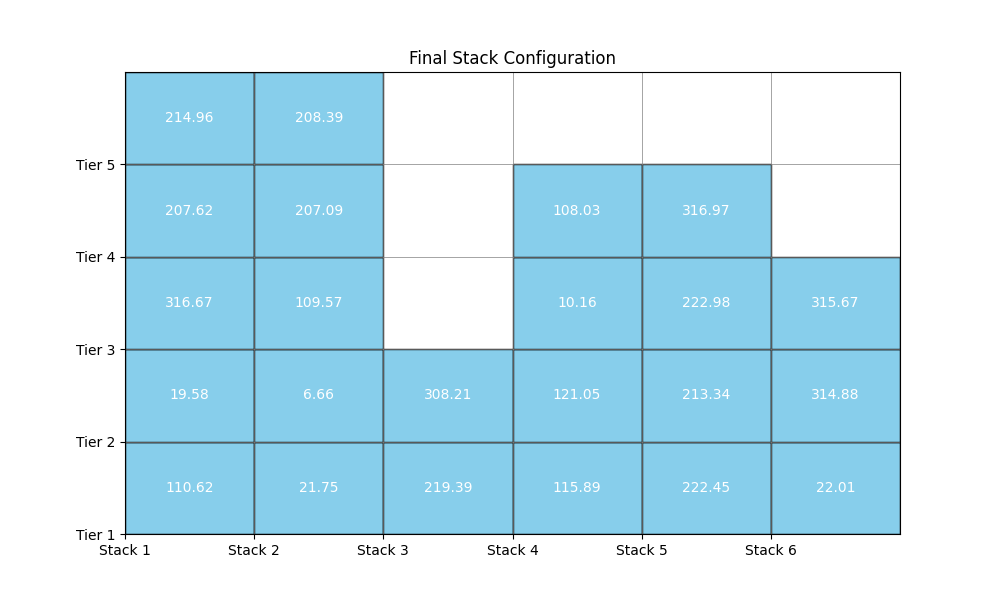 Final Stack Configuration
214.96 208.39
Tier 5
207.62 207.09 108.03 316.97
Tier 4
316.67 109.57 10.16 222.98 315.67
Tier 3
19.58 6.66 308.21 121.05 213.34 314.88
Tier 2
110.62 21.75 219.39 115.89 222.45 22.01
Tier 1
Stack 1 Stack 2 Stack 3 Stack 4 Stack 5 Stack 6